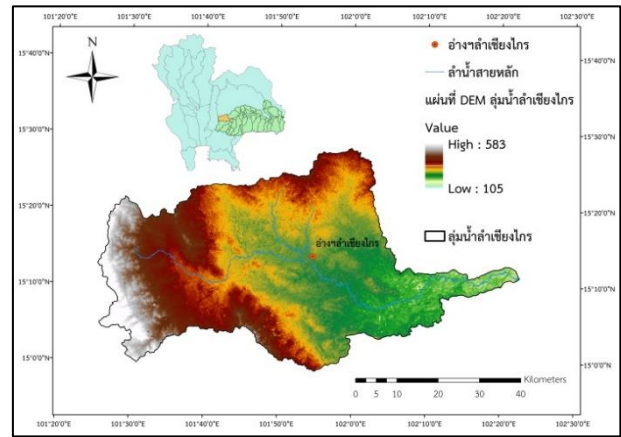 101°20'0"E 101°30'0"E 101°40'0"E 101°50'0"E 102°0'0"E 102°10'0"E 102°20'0"E 102°30'0"E
N
15°40'0"N
15°30'0"N
15°20'0"N
15°10'0"N
15°0'0"N
อ่างฯลำเชียงไกร
ลำน้ำสายหลัก
แผ่นที่ DEM ลุ่มน้ำลำเชียงไกร
Value
High : 583
Low : 105
ลุ่มน้ำลำเชียงไกร
15°40'0"N
15°30'0"N
15°20'0"N
15°10'0"N
15°0'0"N
อ่างฯลำเชียงไกร
Kilometers
0 5 10 20 30 40
101°20'0"E 101°30'0"E 101°40'0"E 101°50'0"E 102°0'0"E 102°10'0"E 102°20'0"E 102°30'0"E